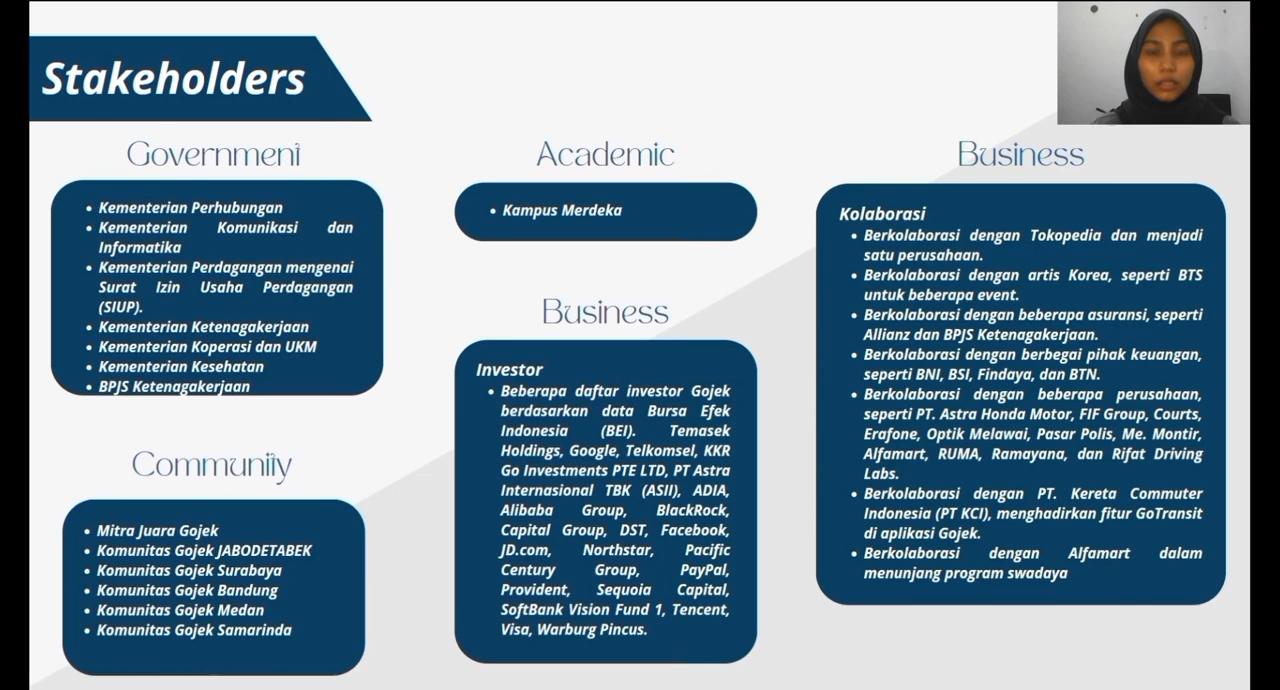 Stakeholders
Government
Kementerian Perhubungan
Kementerian Komunikasi dan
Informatika
Kementerian Perdagangan mengenai
Surat Izin Usaha Perdagangan
(SIUP).
Kementerian Ketenagakerjaan
Kementerian Koperasi dan UKM
Kementerian Kesehatan
BPJS Ketenagakerjaan
Community
Mitra Juara Gojek
Komunitas Gojek JABODETABEK
Komunitas Gojek Surabaya
Komunitas Gojek Bandung
Komunitas Gojek Medan
Komunitas Gojek Samarinda
Academic
Kampus Merdeka
Business
Investor
Beberapa daftar investor Gojek
berdasarkan data Bursa Efek
Indonesia (BEI). Temasek
Holdings, Google, Telkomsel, KKR
Go Investments PTE LTD, PT Astra
Internasional TBK (ASII), ADIA,
Alibaba Group, BlackRock,
Capital Group, DST, Facebook,
JD.com, Northstar, Pacific
Century Group, PayPal,
Provident, Sequoia Capital,
SoftBank Vision Fund 1, Tencent,
Visa, Warburg Pincus.
Business
Kolaborasi
Berkolaborasi dengan Tokopedia dan menjadi
satu perusahaan.
Berkolaborasi dengan artis Korea, seperti BTS
untuk beberapa event.
Berkolaborasi dengan beberapa asuransi, seperti
Allianz dan BPJS Ketenagakerjaan.
Berkolaborasi dengan berbegai pihak keuangan,
seperti BNI, BSI, Findaya, dan BTN.
Berkolaborasi dengan beberapa perusahaan,
seperti PT. Astra Honda Motor, FIF Group, Courts,
Erafone, Optik Melawai, Pasar Polis, Me. Montir,
Alfamart, RUMA, Ramayana, dan Rifat Driving
Labs.
Berkolaborasi dengan PT. Kereta Commuter
Indonesia (PT KCI), menghadirkan fitur GoTransit
di aplikasi Gojek.
Berkolaborasi dengan Alfamart dalam
menunjang program swadaya